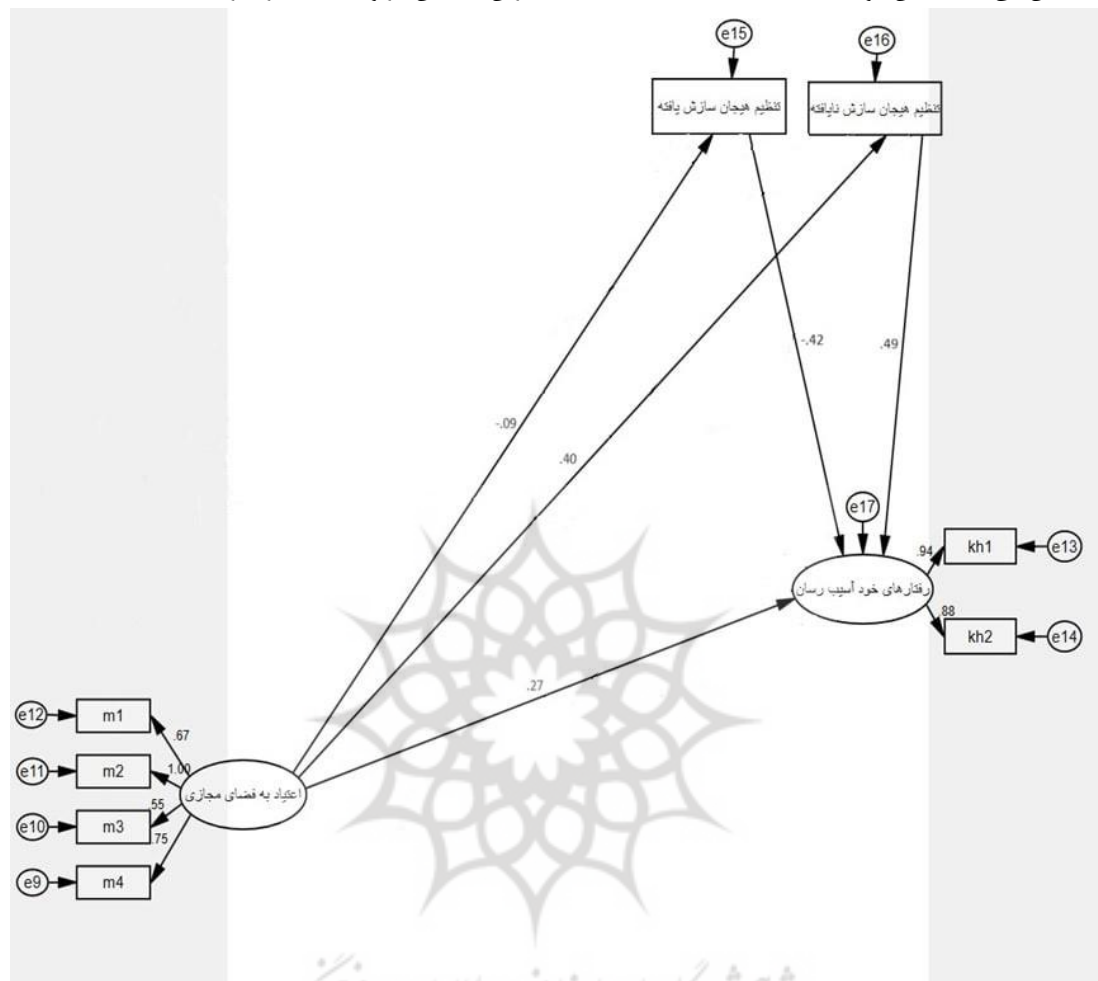 e15
e16
تنظیم هیجان سازش یافته
تنظیم هیجان سازش نایافته
-.09
.40
-.42
.49
e17
رفتارهای خود آسیب رسان
.94
kh1
e13
.88
kh2
e14
.27
e12
m1
.67
e11
m2
1.00
اعتیاد به فضای مجازی
e10
m3
.55
e9
m4
.75